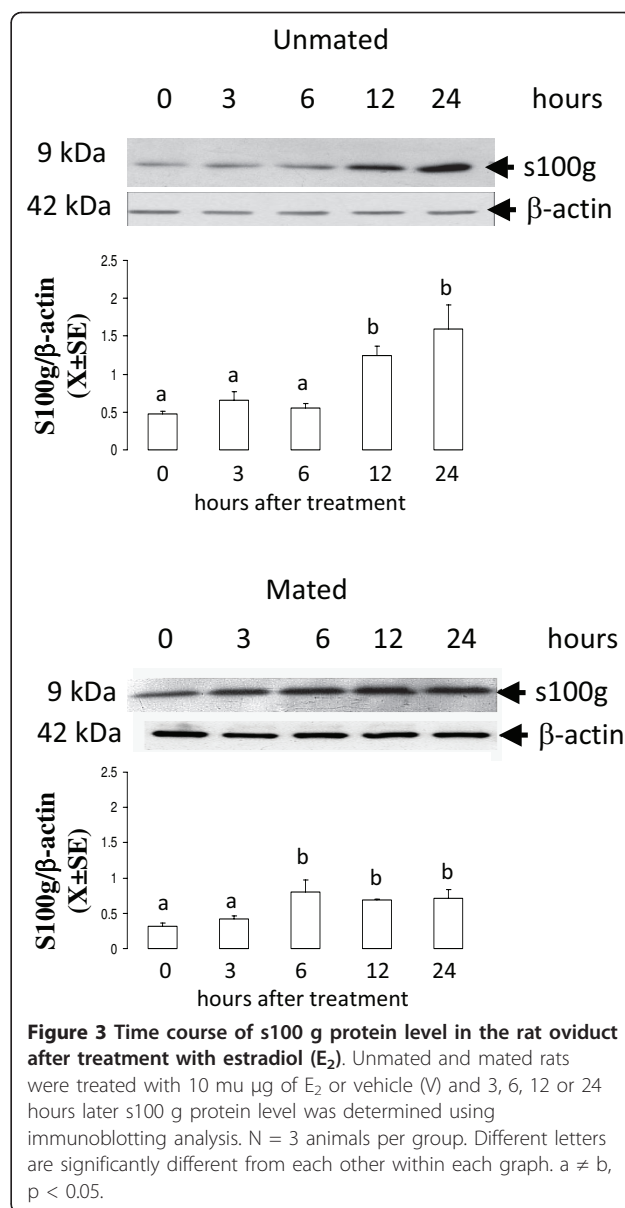 Unmated
0 3 6 12 24 hours
9 kDa s100g
42 kDa β-actin
2.5
2
1.5
1
0.5
0
S100g/β-actin
(X±SE)
a a a b b
0 3 6 12 24
hours after treatment
Mated
0 3 6 12 24 hours
9 kDa s100g
42 kDa β-actin
2.5
2
1.5
1
0.5
0
S100g/β-actin
(X±SE)
a a b b b
0 3 6 12 24
hours after treatment
Figure 3 Time course of s100 g protein level in the rat oviduct
after treatment with estradiol (E₂). Unmated and mated rats
were treated with 10 mu μg of E₂ or vehicle (V) and 3, 6, 12 or 24
hours later s100 g protein level was determined using
immunoblotting analysis. N = 3 animals per group. Different letters
are significantly different from each other within each graph. a ≠ b,
p < 0.05.